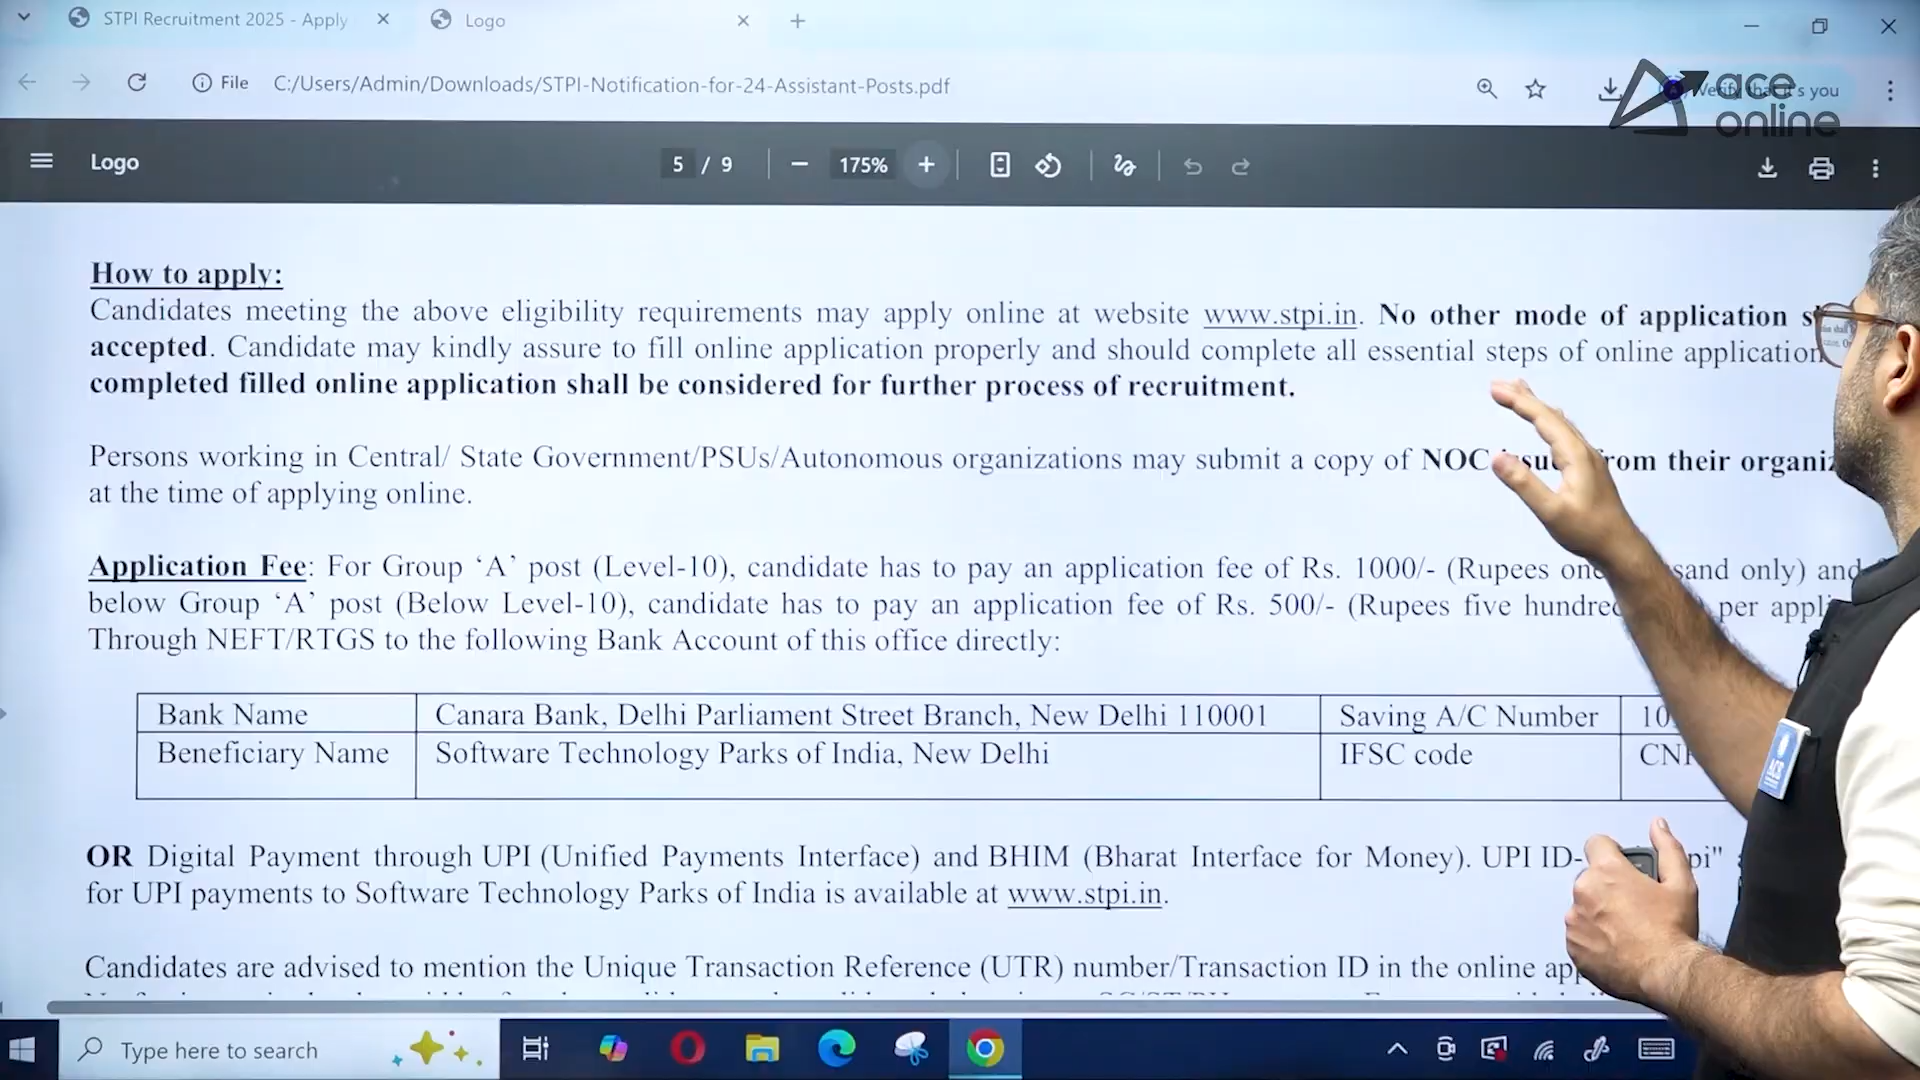 STPI Recruitment 2025 - Apply
Logo
File C:/Users/Admin/Downloads/STPI-Notification-for-24-Assistant-Posts.pdf
ace
online
Logo
5 / 9
175%
How to apply:
Candidates meeting the above eligibility requirements may apply online at website www.stpi.in. No other mode of application
accepted. Candidate may kindly assure to fill online application properly and should complete all essential steps of online application
completed filled online application shall be considered for further process of recruitment.
Persons working in Central/ State Government/PSUs/Autonomous organizations may submit a copy of NOC from their
at the time of applying online.
Application Fee: For Group ‘A’ post (Level-10), candidate has to pay an application fee of Rs. 1000/- (Rupees one only) and
below Group ‘A’ post (Below Level-10), candidate has to pay an application fee of Rs. 500/- (Rupees five per
Through NEFT/RTGS to the following Bank Account of this office directly:
Bank Name Canara Bank, Delhi Parliament Street Branch, New Delhi 110001 Saving A/C Number
Beneficiary Name Software Technology Parks of India, New Delhi IFSC code
OR Digital Payment through UPI (Unified Payments Interface) and BHIM (Bharat Interface for Money). UPI ID-
for UPI payments to Software Technology Parks of India is available at www.stpi.in.
Candidates are advised to mention the Unique Transaction Reference (UTR) number/Transaction ID in the online
Type here to search